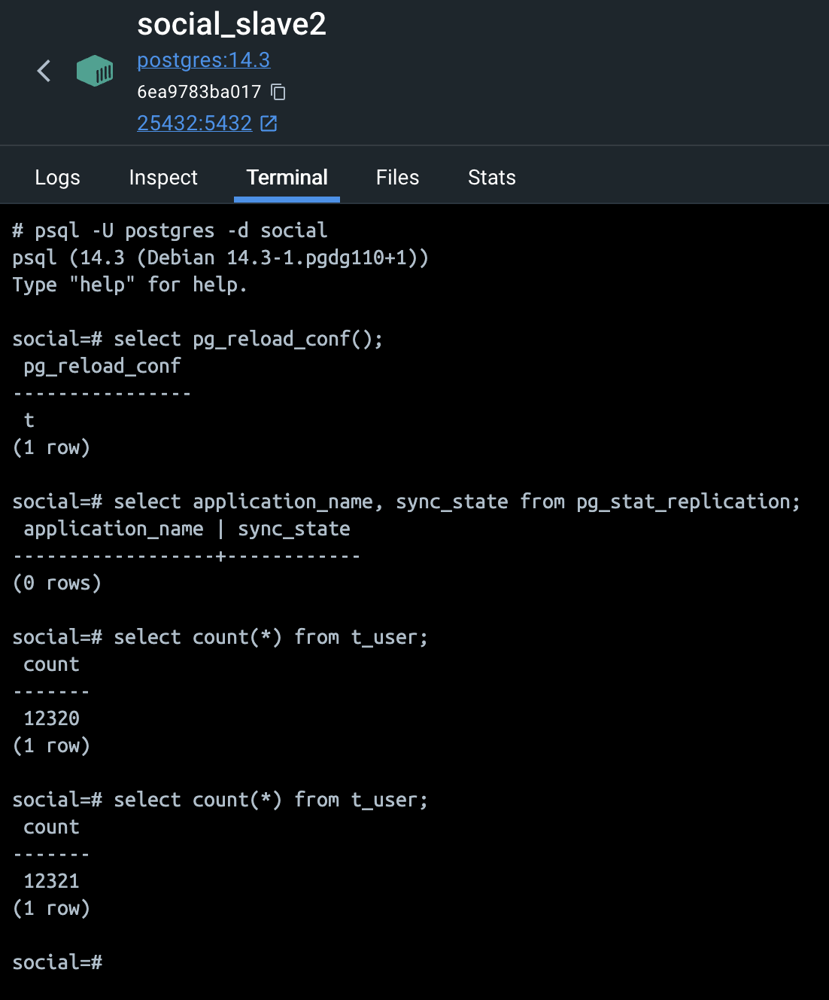 social_slave2
postgres:14.3
6ea9783ba017
25432:5432
Logs Inspect Terminal Files Stats
# psql -U postgres -d social
psql (14.3 (Debian 14.3-1.pgdg110+1))
Type "help" for help.
social=# select pg_reload_conf();
pg_reload_conf
----------------
t
(1 row)
social=# select application_name, sync_state from pg_stat_replication;
application_name | sync_state
------------------+------------
(0 rows)
social=# select count(*) from t_user;
count
-------
12320
(1 row)
social=# select count(*) from t_user;
count
-------
12321
(1 row)
social=#